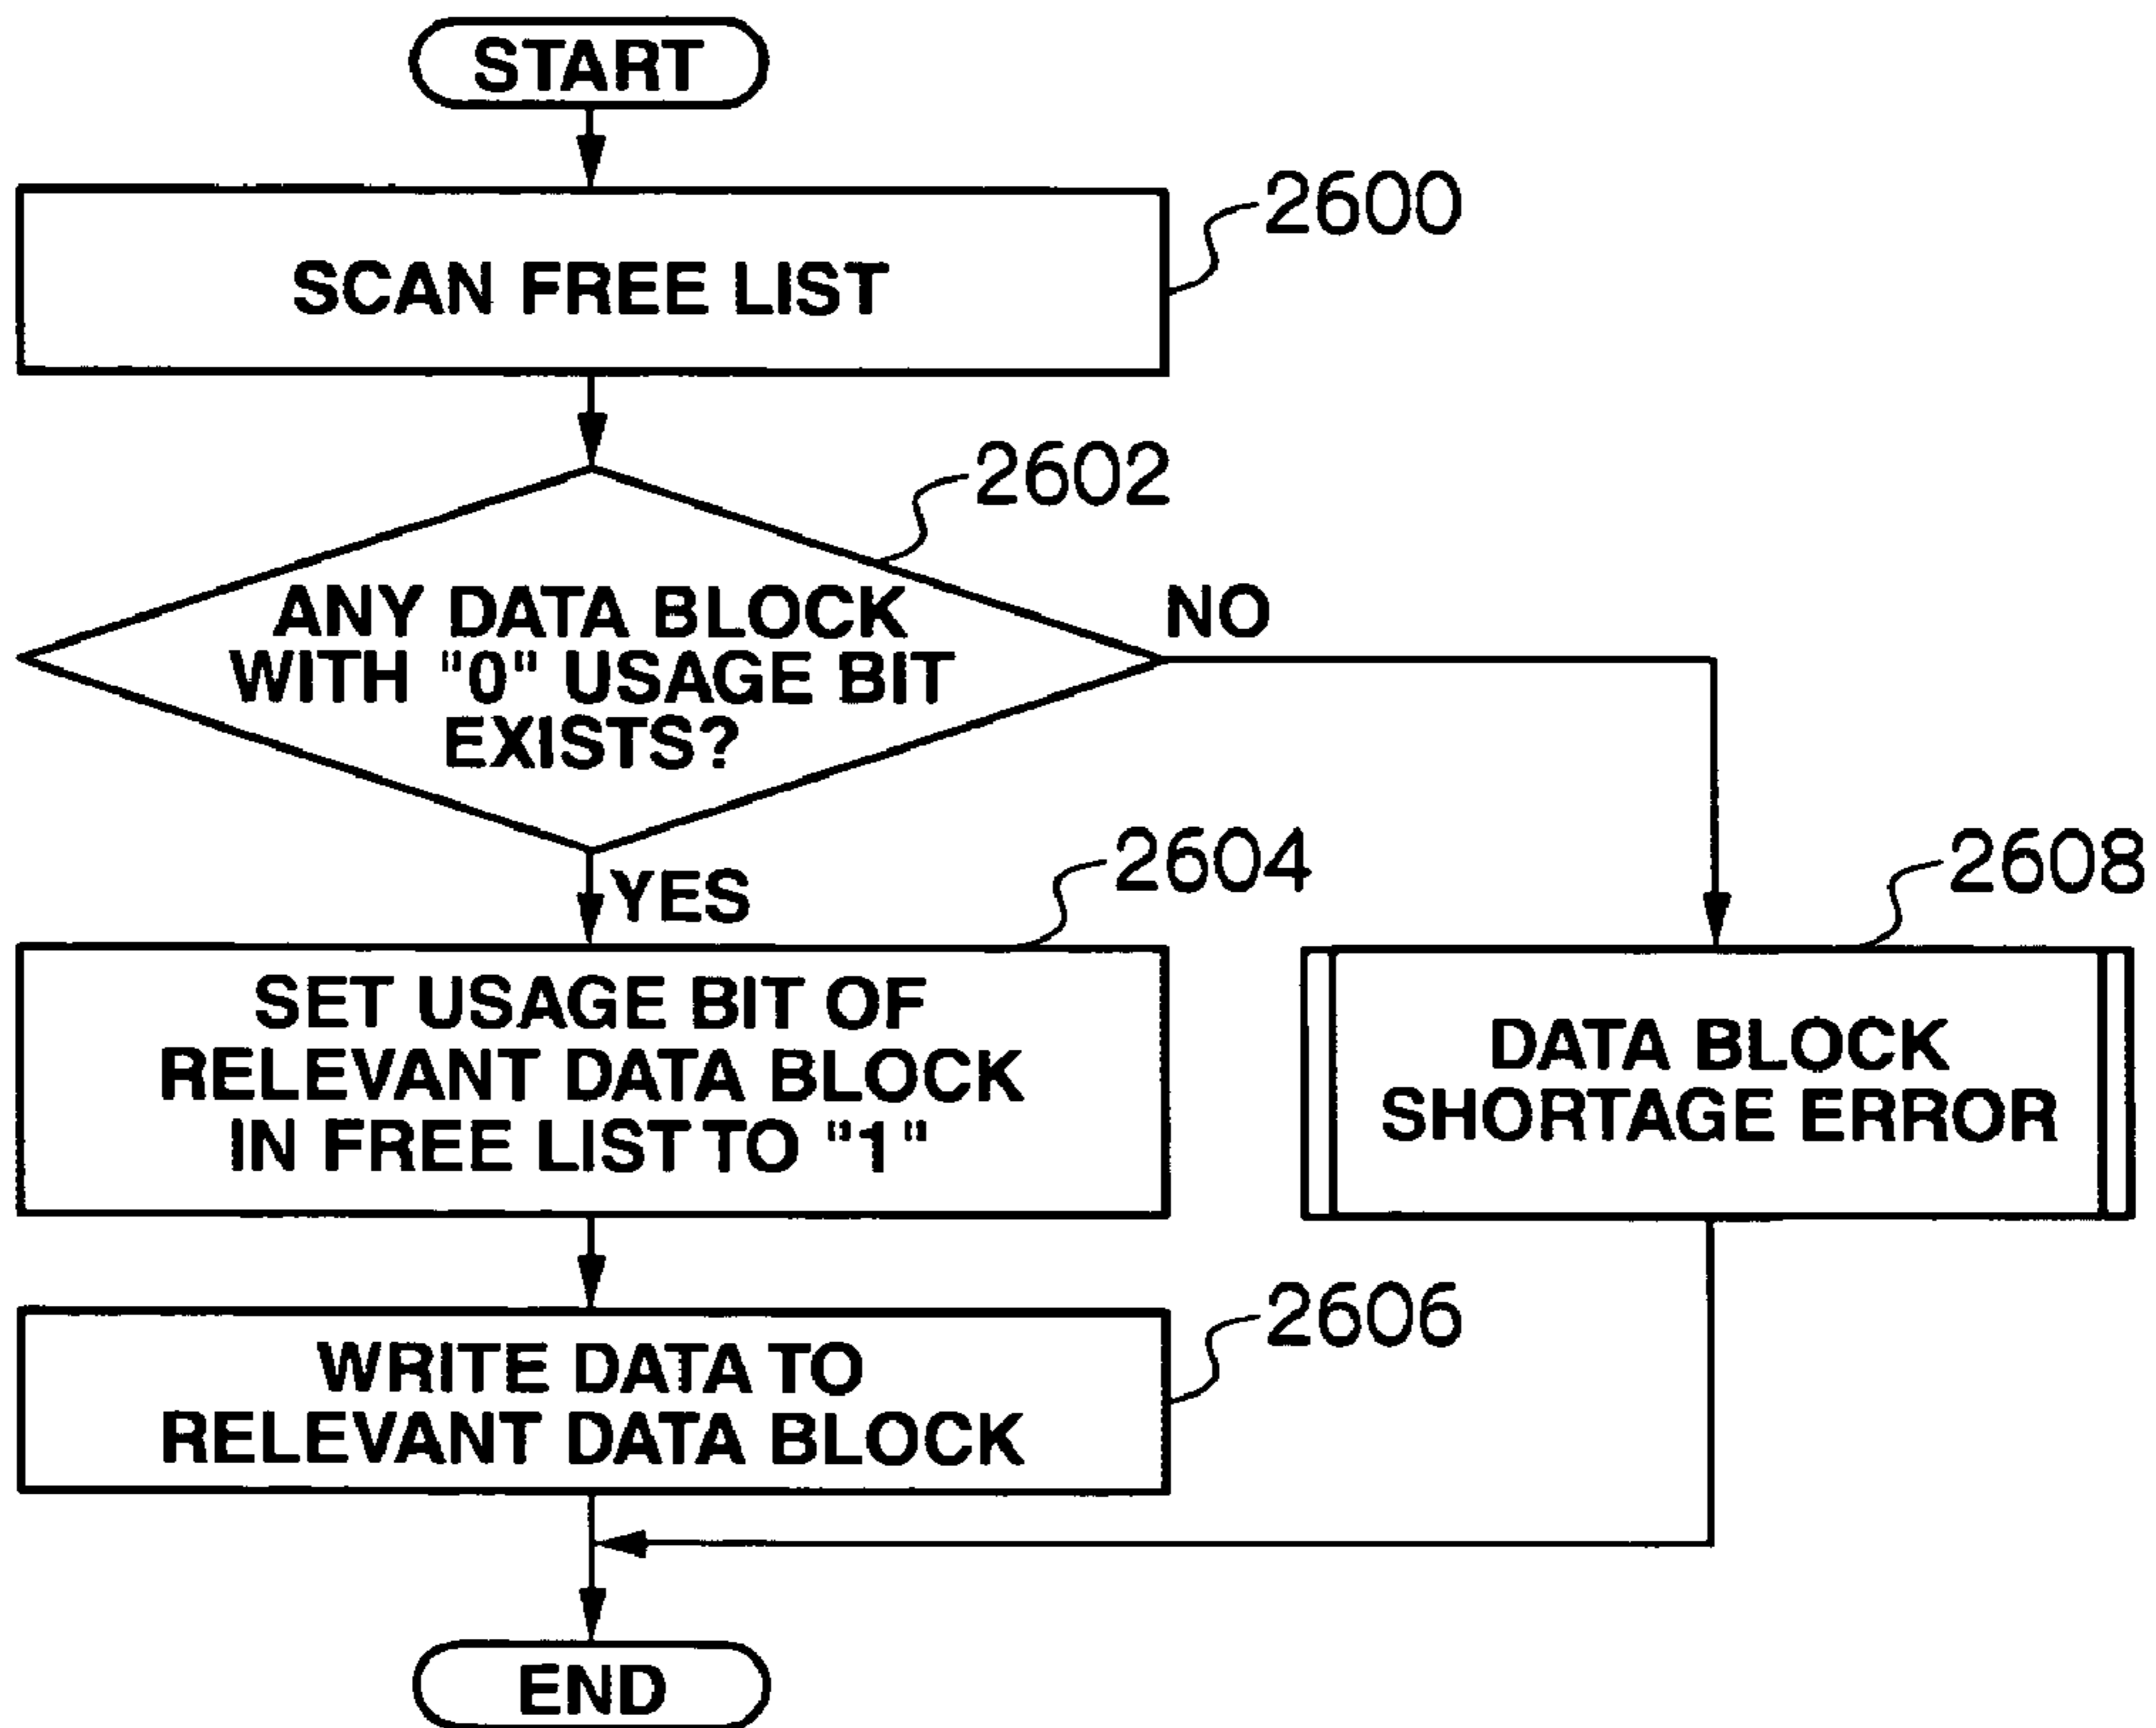 START
2600
SCAN FREE LIST
2602
ANY DATA BLOCK
WITH "0" USAGE BIT
EXISTS?
NO
YES
2604
2608
SET USAGE BIT OF
RELEVANT DATA BLOCK
IN FREE LIST TO "1"
DATA BLOCK
SHORTAGE ERROR
2606
WRITE DATA TO
RELEVANT DATA BLOCK
END